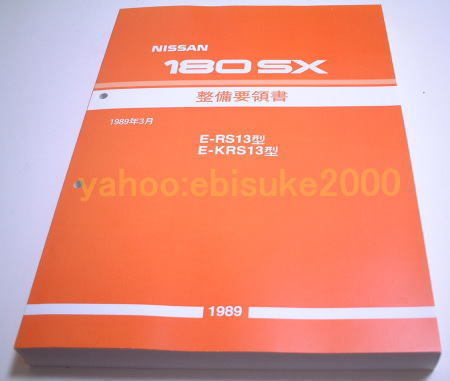 NISSAN
180SX
整備要領書
1989年3月
E-RS13型
E-KRS13型
yahoo:ebisuke2000
1989